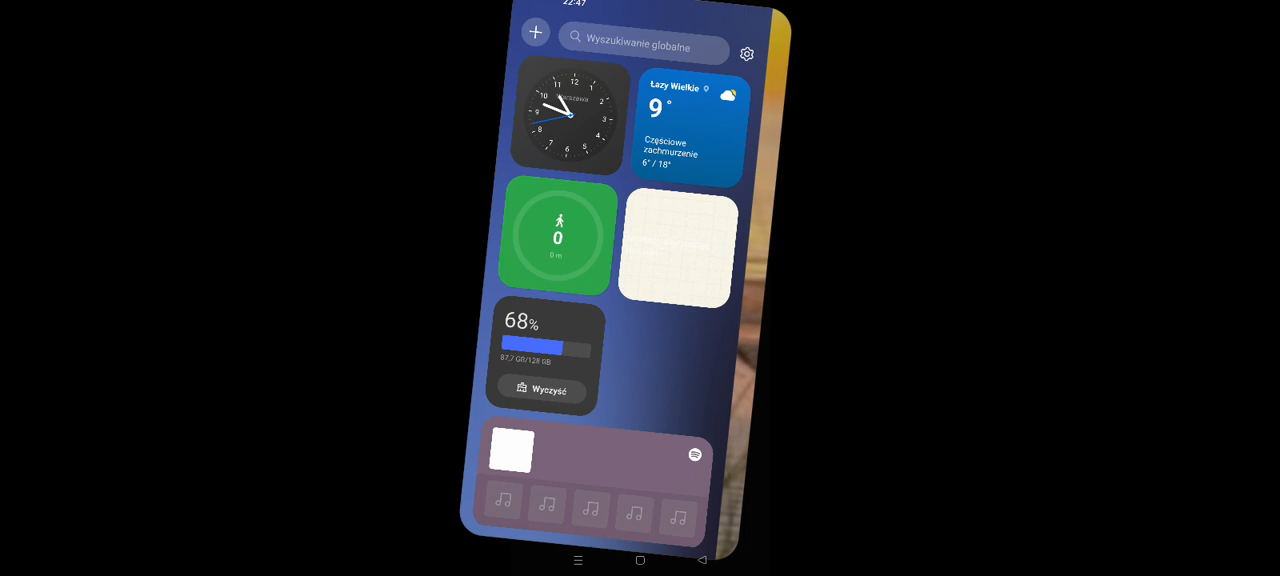 22:47
Wyszukiwanie globalne
12
11
1
10
Warszawa
2
9
3
8
4
7
5
6
Łazy Wielkie
9°
Częściowe
zachmurzenie
6° / 18°
0
0 m
68%
87,7 GB/128 GB
Wyczyść